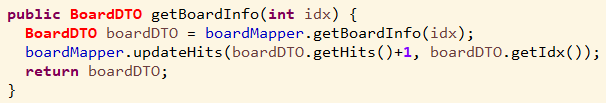 public BoardDTO getBoardInfo(int idx) {
  BoardDTO boardDTO = boardMapper.getBoardInfo(idx);
  boardMapper.updateHits(boardDTO.getHits()+1, boardDTO.getIdx());
  return boardDTO;
}